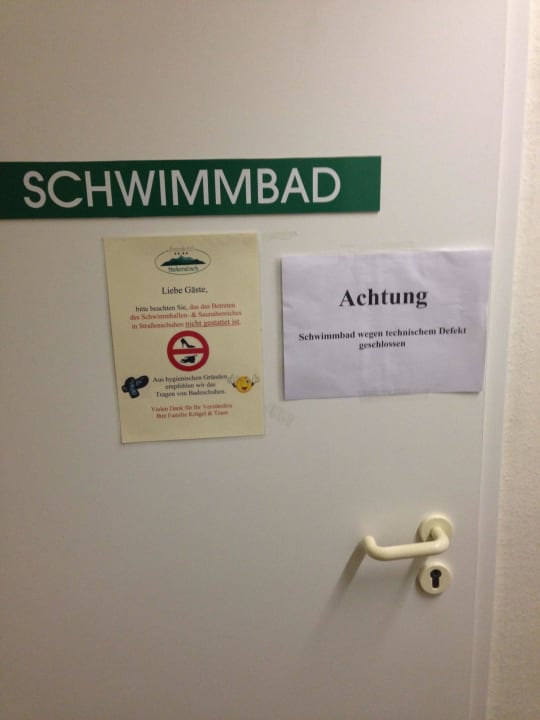 SCHWIMMBAD
Liebe Gäste,
bitte beachten Sie, das das Betreten
des Schwimmhallen- & Saunabereiches
in Straßenschuhen nicht gestattet ist.
Aus hygienischen Gründen
empfehlen wir das
Tragen von Badeschuhen.
Vielen Dank für Ihr Verständnis
Ihre Familie Krügel & Team
Achtung
Schwimmbad wegen technischem Defekt
geschlossen